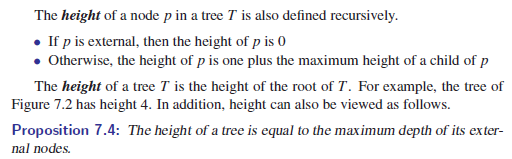 The height of a node p in a tree T is also defined recursively.
• If p is external, then the height of p is 0
• Otherwise, the height of p is one plus the maximum height of a child of p
The height of a tree T is the height of the root of T. For example, the tree of
Figure 7.2 has height 4. In addition, height can also be viewed as follows.
Proposition 7.4: The height of a tree is equal to the maximum depth of its exter-
nal nodes.